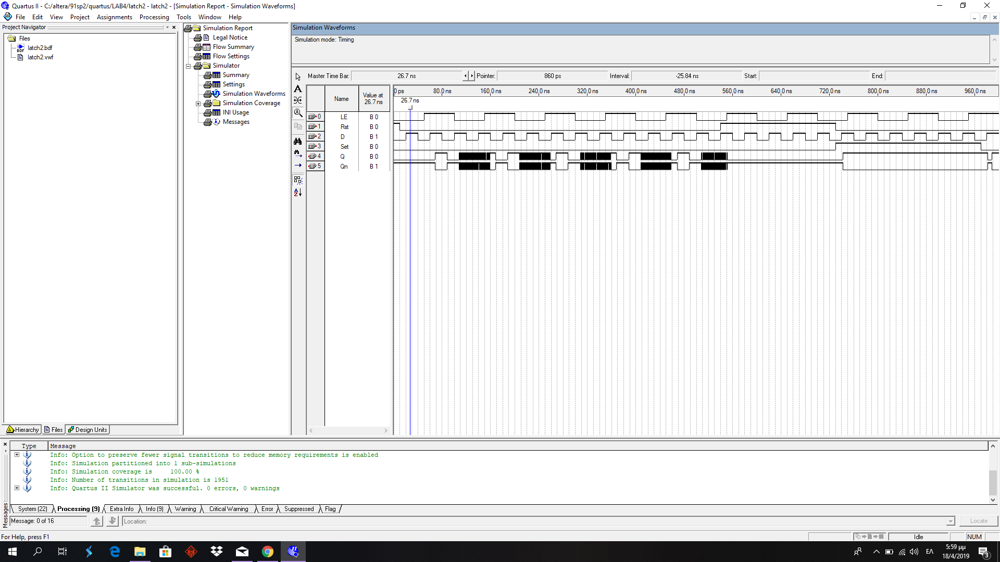 Quartus II - C:/altera/91sp2/quartus/LAB4/latch2 - latch2 - [Simulation Report - Simulation Waveforms]
File Edit View Project Assignments Processing Tools Window Help
Project Navigator
Files
latch2.bdf
latch2.vwf
Hierarchy Files Design Units
Simulation Report
Legal Notice
Flow Summary
Flow Settings
Simulator
Summary
Settings
Simulation Waveforms
Simulation Coverage
INI Usage
Messages
Simulation Waveforms
Simulation mode: Timing
Master Time Bar: 26.7 ns Pointer: 860 ps Interval: -25.84 ns Start: End:
Name Value at 26.7 ns
0 ps 80.0 ns 160.0 ns 240.0 ns 320.0 ns 400.0 ns 480.0 ns 560.0 ns 640.0 ns 720.0 ns 800.0 ns 880.0 ns 960.0 ns
26.7 ns
0 LE B 0
1 Rst B 0
2 D B 1
3 Set B 0
4 Q B 0
5 Qn B 1
Type Message
Info: Option to preserve fewer signal transitions to reduce memory requirements is enabled
Info: Simulation partitioned into 1 sub-simulations
Info: Simulation coverage is 100.00 %
Info: Number of transitions in simulation is 1951
Info: Quartus II Simulator was successful. 0 errors, 0 warnings
System (22) Processing (9) Extra Info Info (9) Warning Critical Warning Error Suppressed Flag
Messages
Message: 0 of 16 Location: Locate
For Help, press F1 Idle NUM
ΕΛ 5:59 μμ
18/4/2019 3